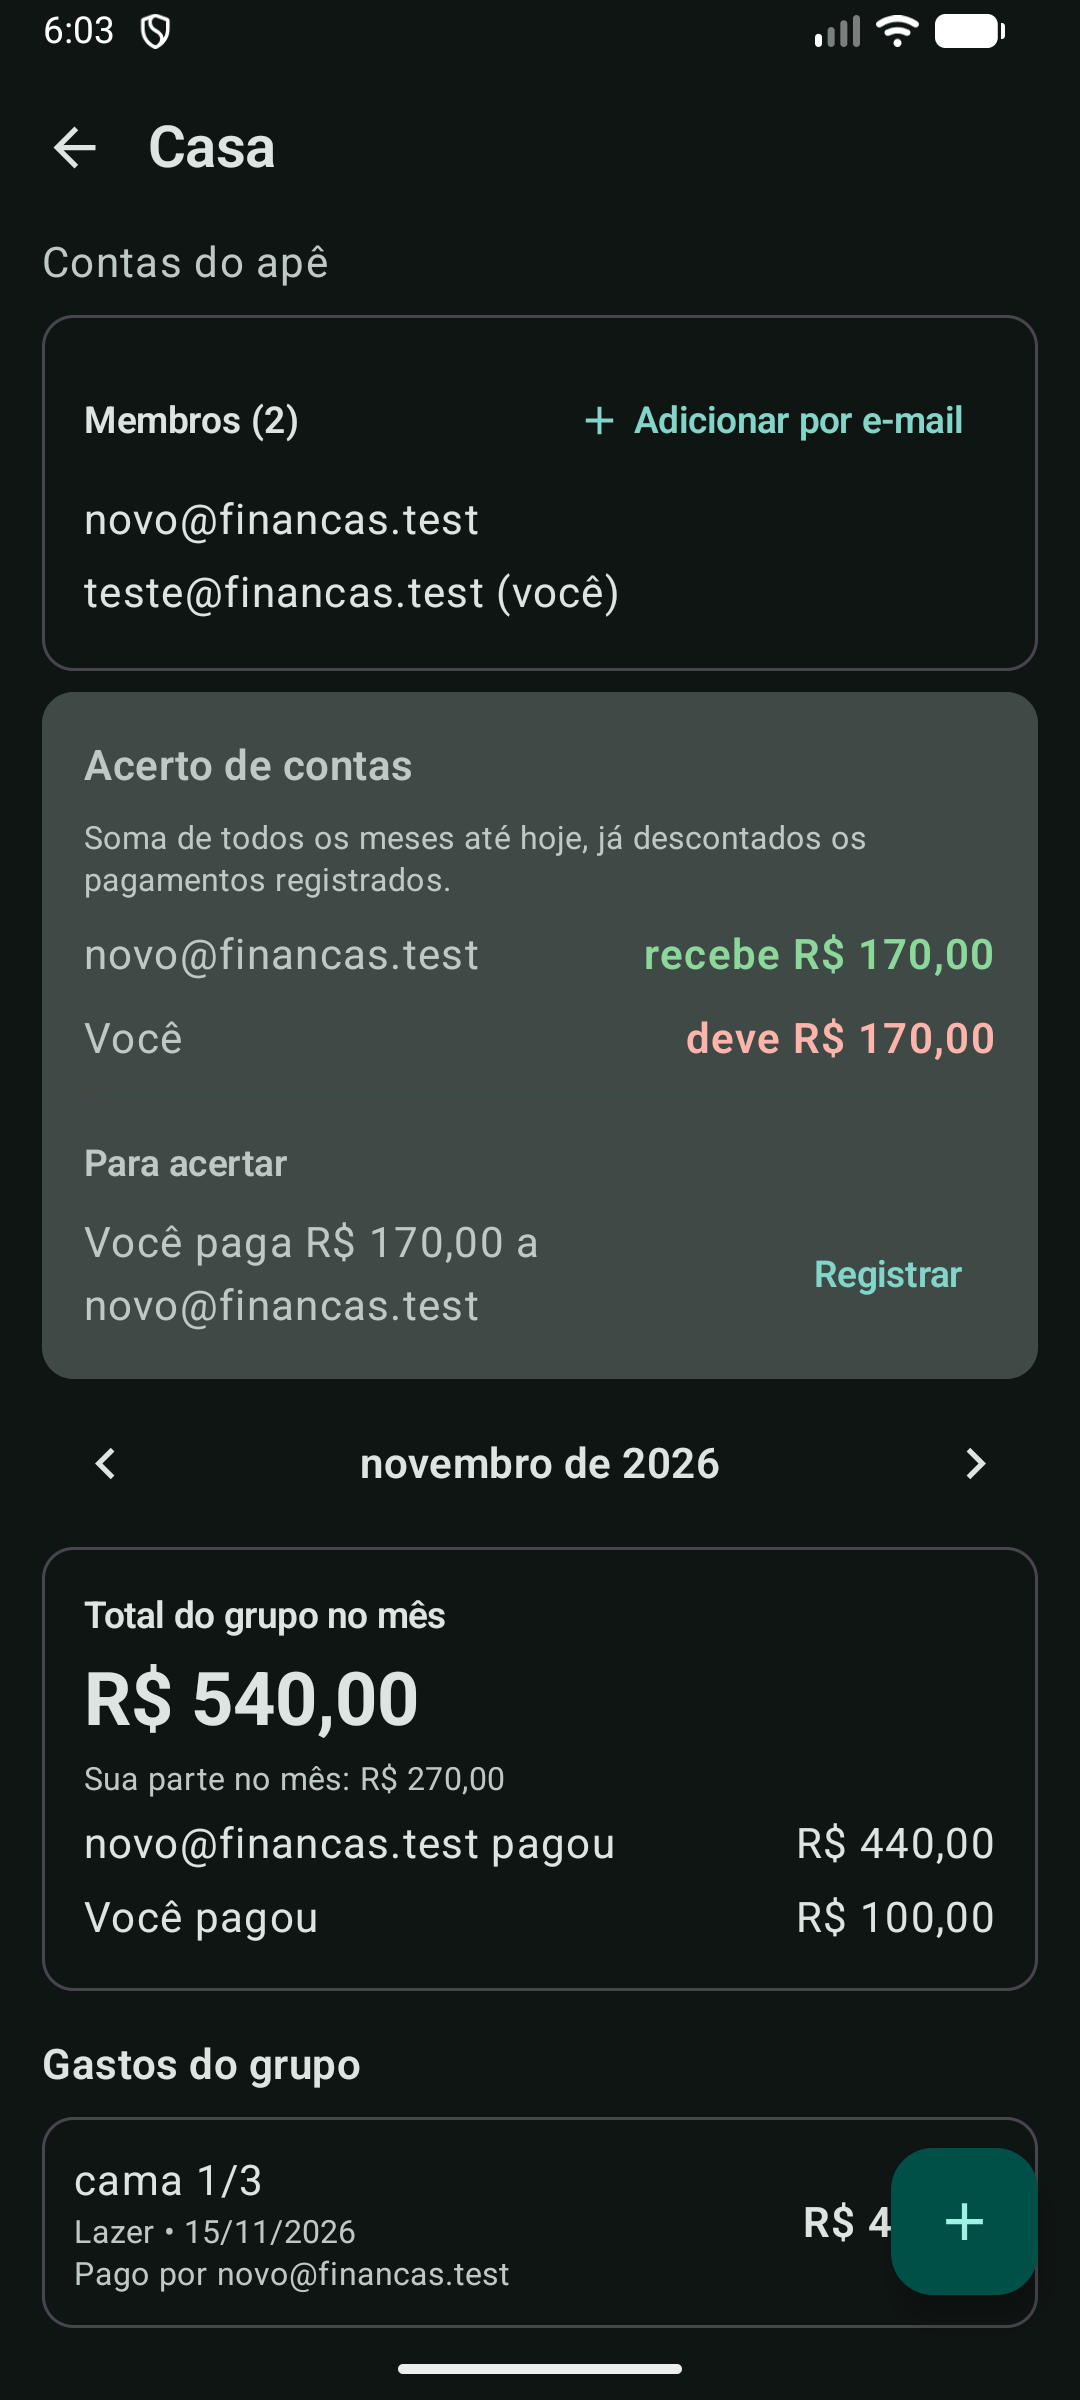 6:03
Casa
Contas do apê
Membros (2)
+ Adicionar por e-mail
novo@financas.test
teste@financas.test (você)
Acerto de contas
Soma de todos os meses até hoje, já descontados os
pagamentos registrados.
novo@financas.test
recebe R$ 170,00
Você
deve R$ 170,00
Para acertar
Você paga R$ 170,00 a
novo@financas.test
Registrar
novembro de 2026
Total do grupo no mês
R$ 540,00
Sua parte no mês: R$ 270,00
novo@financas.test pagou
R$ 440,00
Você pagou
R$ 100,00
Gastos do grupo
cama 1/3
Lazer • 15/11/2026
Pago por novo@financas.test
R$ 4